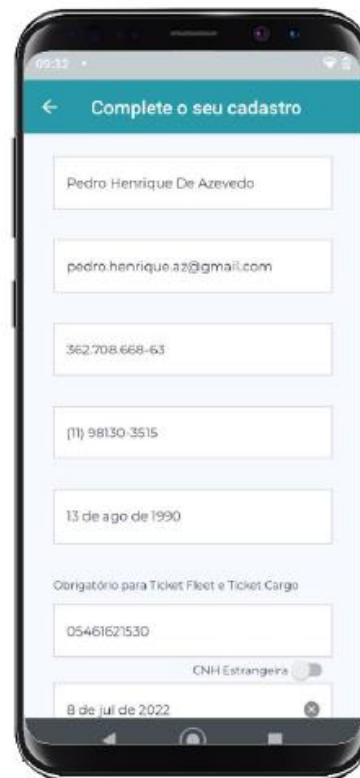 09:32
Complete o seu cadastro
Pedro Henrique De Azevedo
pedro.henrique.az@gmail.com
362.708.668-63
(11) 98130-3515
13 de ago de 1990
Obrigatório para Ticket Fleet e Ticket Cargo
05461621530
CNH Estrangeira
8 de jul de 2022